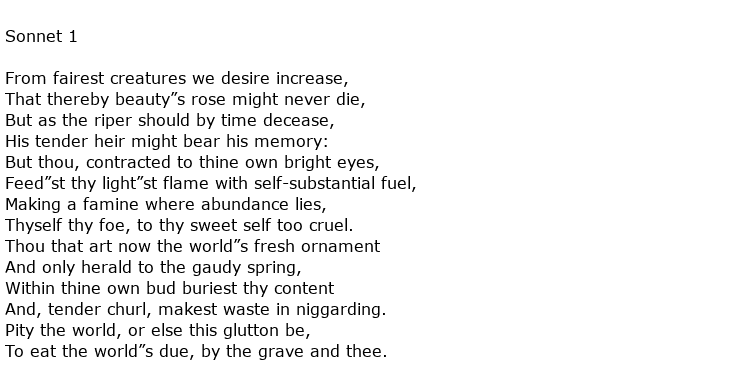 Sonnet 1

From fairest creatures we desire increase,
That thereby beauty”s rose might never die,
But as the riper should by time decease,
His tender heir might bear his memory:
But thou, contracted to thine own bright eyes,
Feed”st thy light”st flame with self-substantial fuel,
Making a famine where abundance lies,
Thyself thy foe, to thy sweet self too cruel.
Thou that art now the world”s fresh ornament
And only herald to the gaudy spring,
Within thine own bud buriest thy content
And, tender churl, makest waste in niggarding.
Pity the world, or else this glutton be,
To eat the world”s due, by the grave and thee.